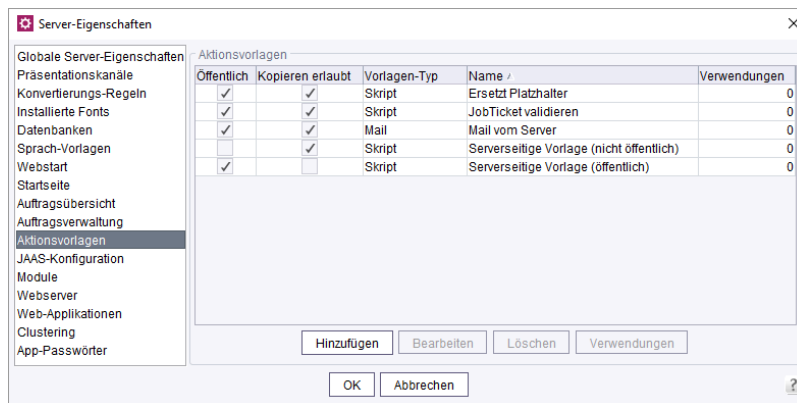 Server-Eigenschaften
Globale Server-Eigenschaften
Präsentationskanäle
Konvertierungs-Regeln
Installierte Fonts
Datenbanken
Sprach-Vorlagen
Webstart
Startseite
Auftragsübersicht
Auftragsverwaltung
Aktionsvorlagen
JAAS-Konfiguration
Module
Webserver
Web-Applikationen
Clustering
App-Passwörter
Aktionsvorlagen
Öffentlich Kopieren erlaubt Vorlagen-Typ Name Verwendungen
Skript Ersetzt Platzhalter 0
Skript JobTicket validieren 0
Mail Mail vom Server 0
Skript Serverseitige Vorlage (nicht öffentlich) 0
Skript Serverseitige Vorlage (öffentlich) 0
Hinzufügen Bearbeiten Löschen Verwendungen
OK Abbrechen ?